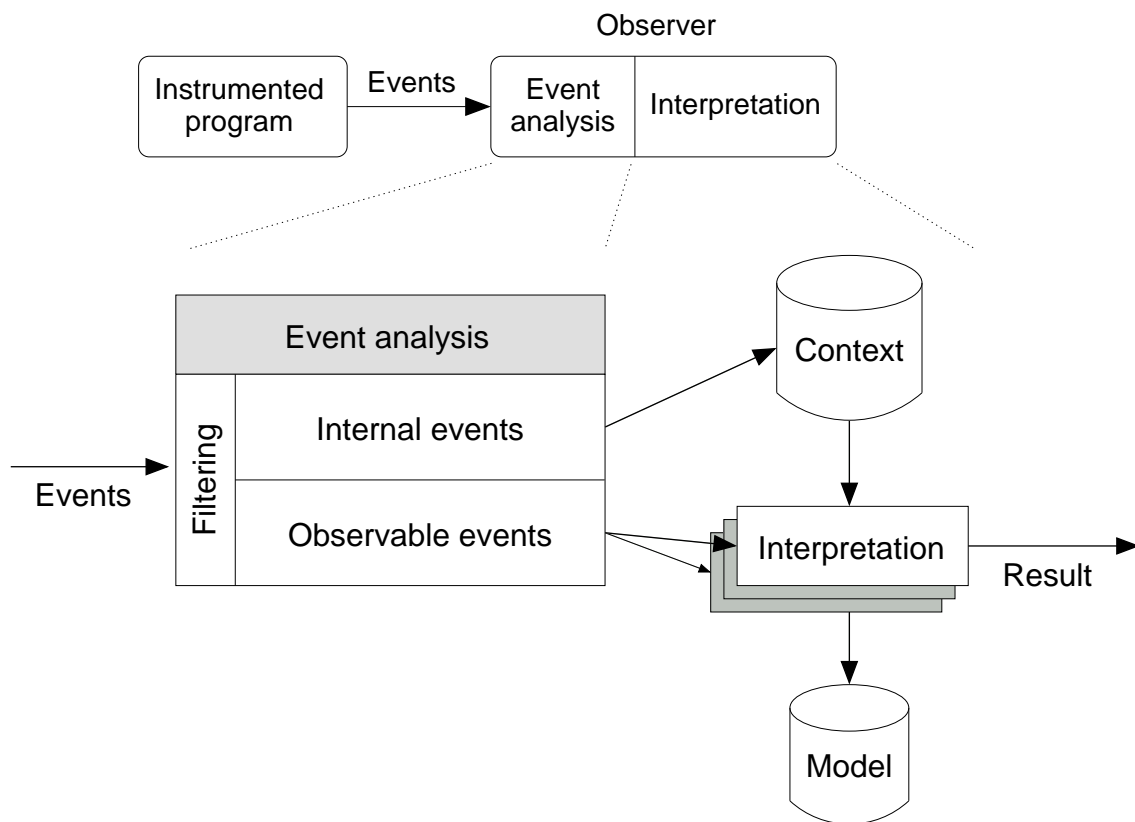 Observer
Instrumented
program
Events
Event
analysis
Interpretation
Event analysis
Context
Filtering
Internal events
Events
Observable events
Interpretation
Result
Model